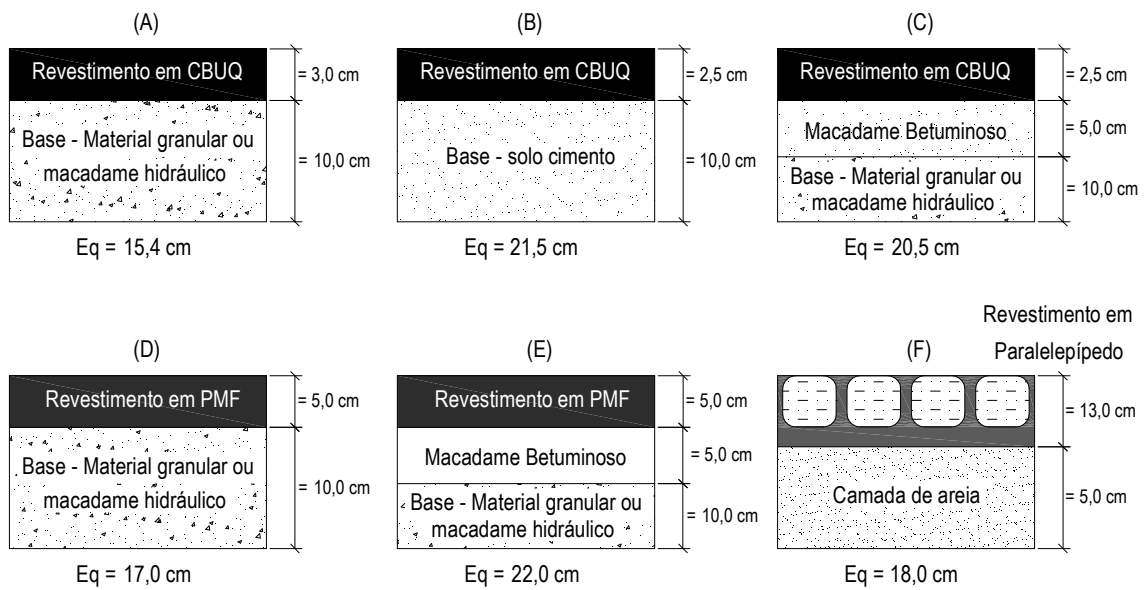 (A)
Revestimento em CBUQ
= 3,0 cm
Base - Material granular ou
macadame hidráulico
= 10,0 cm
Eq = 15,4 cm
(B)
Revestimento em CBUQ
= 2,5 cm
Base - solo cimento
= 10,0 cm
Eq = 21,5 cm
(C)
Revestimento em CBUQ
= 2,5 cm
Macadame Betuminoso
= 5,0 cm
Base - Material granular ou
macadame hidráulico
= 10,0 cm
Eq = 20,5 cm
(D)
Revestimento em PMF
= 5,0 cm
Base - Material granular ou
macadame hidráulico
= 10,0 cm
Eq = 17,0 cm
(E)
Revestimento em PMF
= 5,0 cm
Macadame Betuminoso
= 5,0 cm
Base - Material granular ou
macadame hidráulico
= 10,0 cm
Eq = 22,0 cm
(F)
Revestimento em
Paralelepípedo
= 13,0 cm
Camada de areia
= 5,0 cm
Eq = 18,0 cm